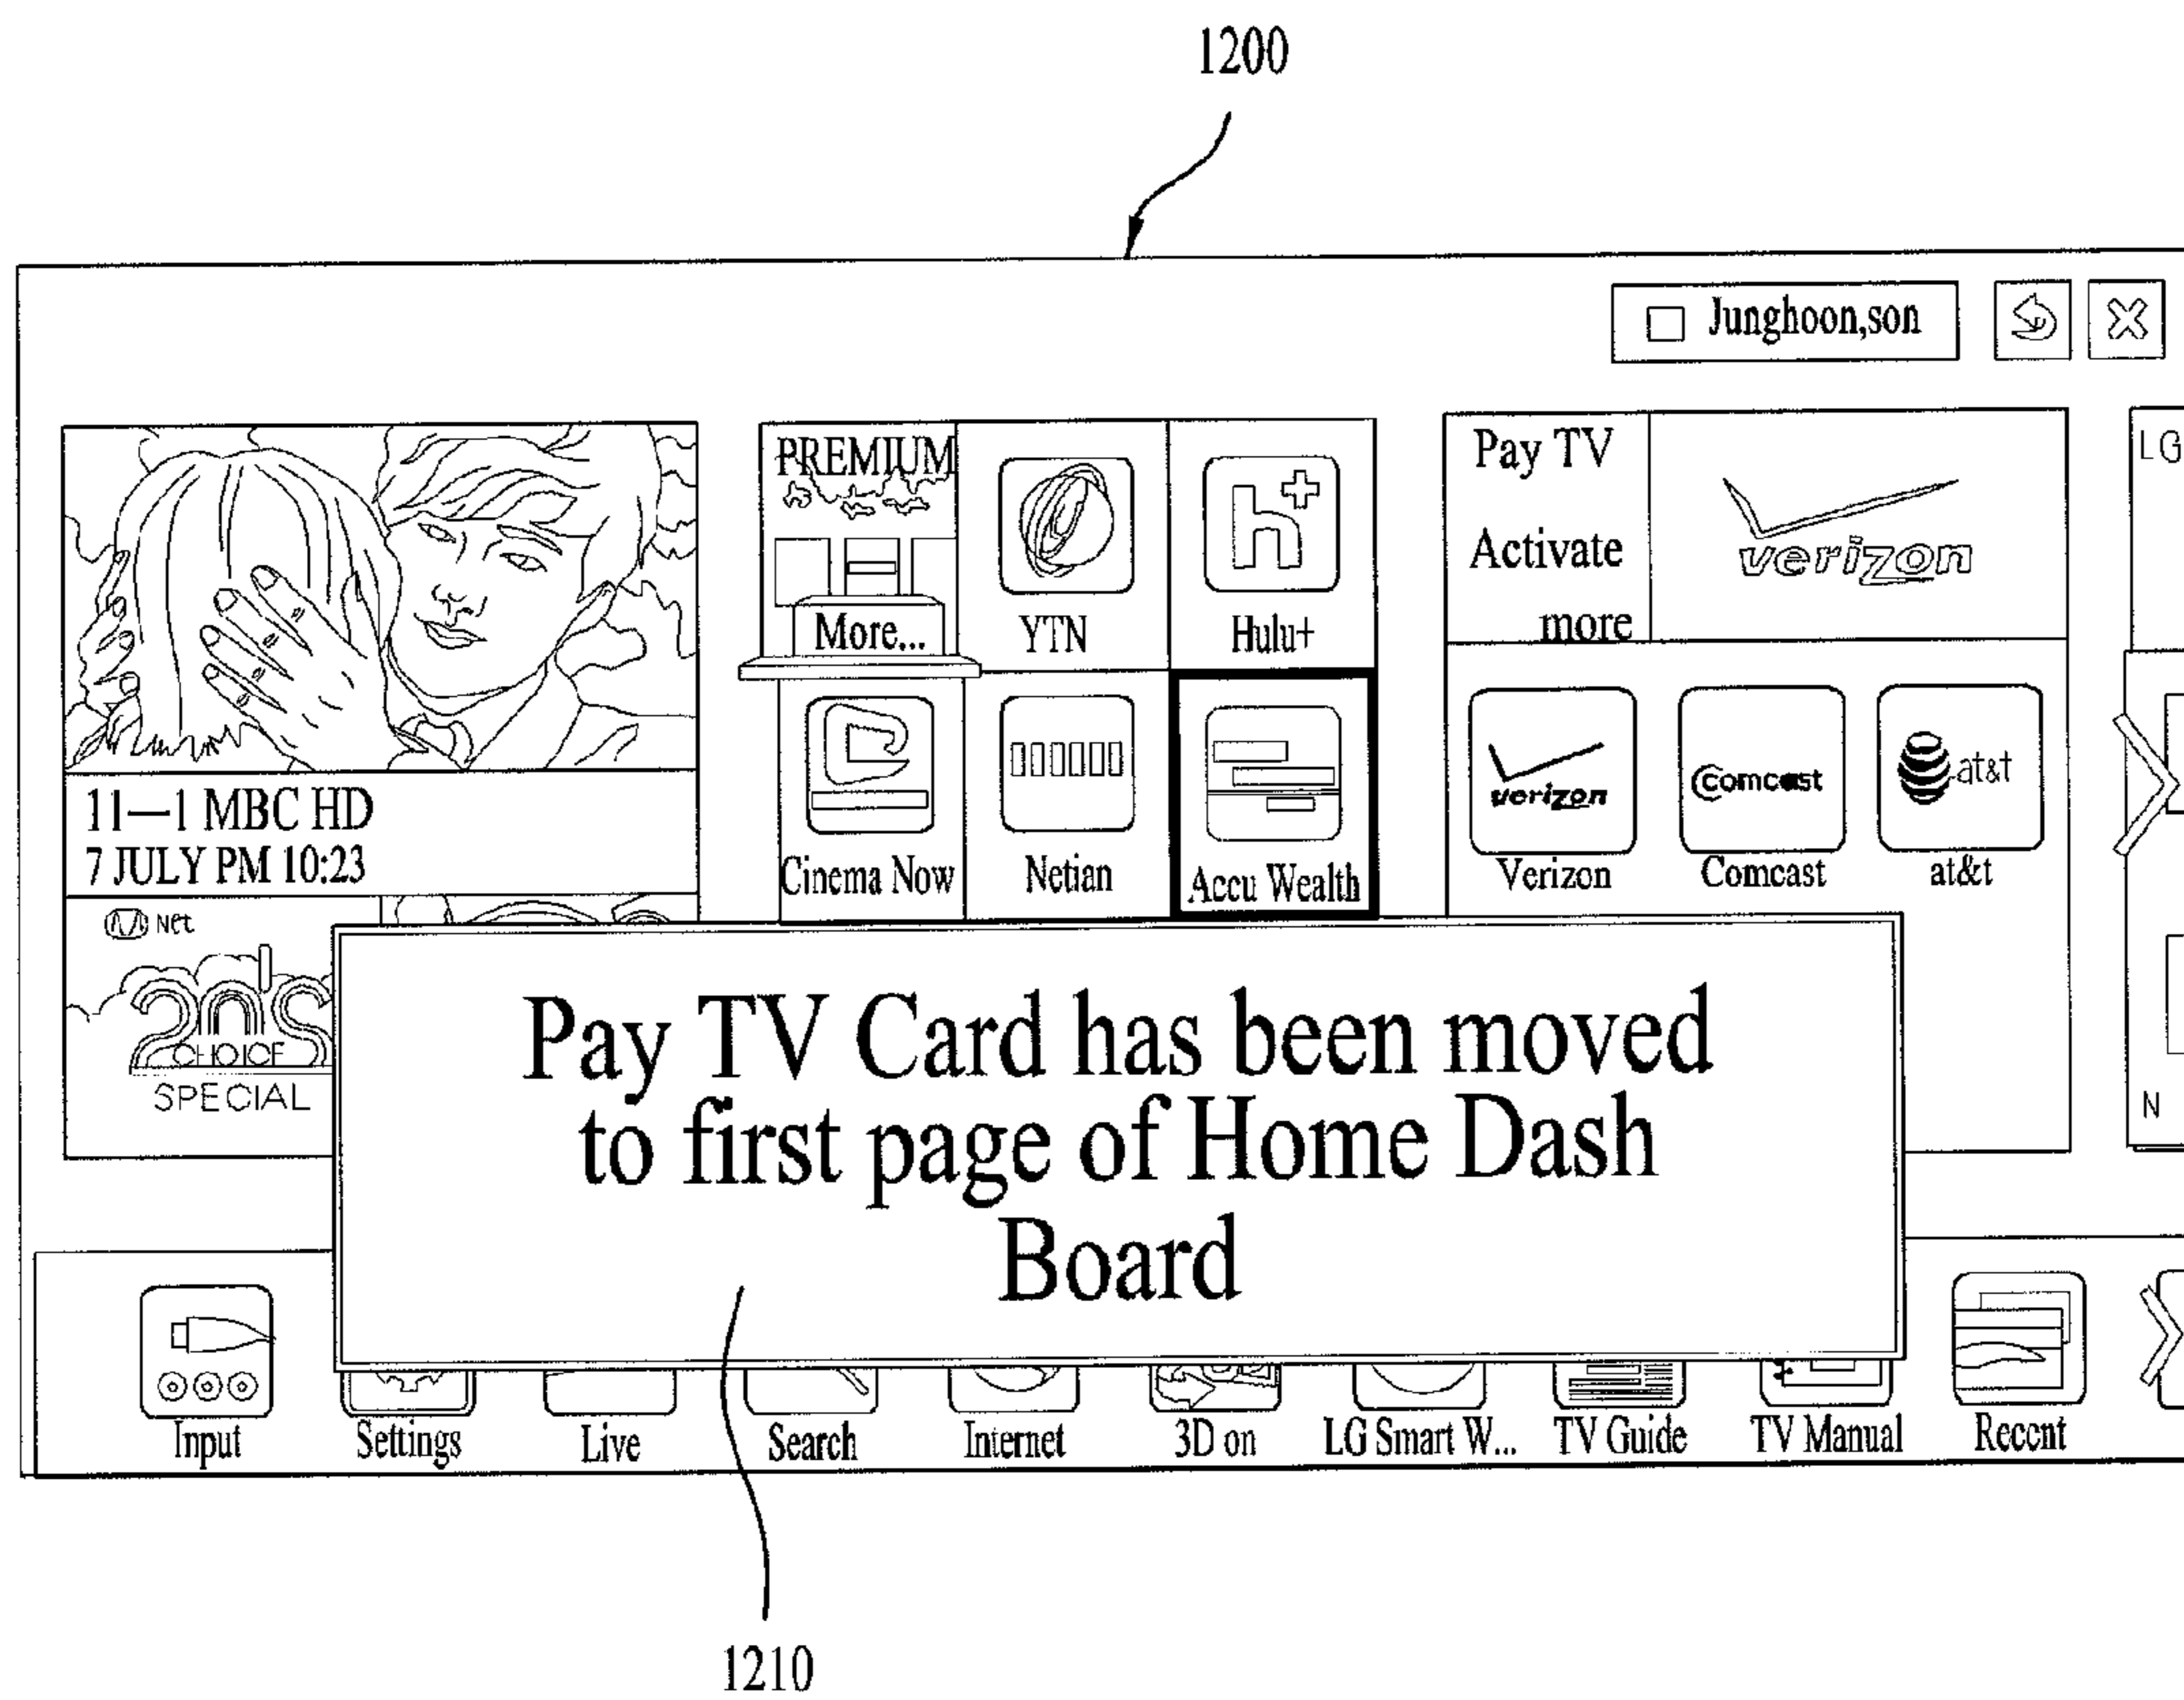 1200
Junghoon,son
PREMIUM
More...
YTN
h+
Hulu+
Pay TV
Activate
more
verizon
LG
Cinema Now
Netian
Accu Wealth
verizon
Verizon
comcast
Comcast
at&t
at&t
11—1 MBC HD
7 JULY PM 10:23
Net
20's
CHOICE
SPECIAL
N
Pay TV Card has been moved
to first page of Home Dash
Board
Input
Settings
Live
Search
Internet
3D on
LG Smart W...
TV Guide
TV Manual
Recent
1210